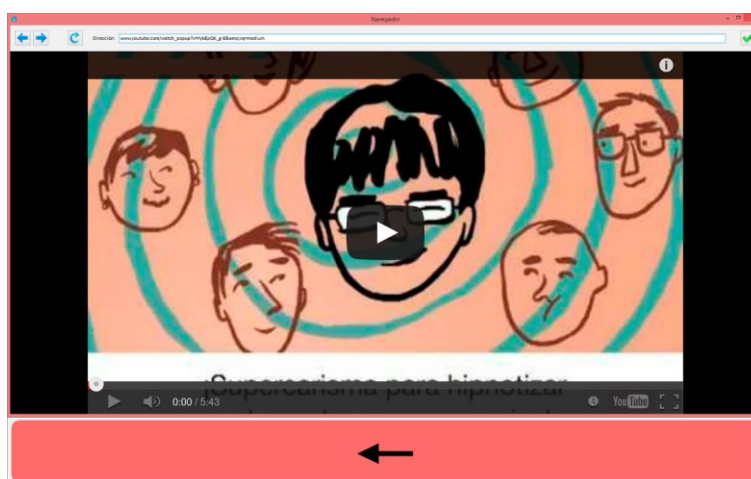 Navegador
Dirección:
¡Supercarisma para hipnotizar
0:00 / 5:43
YouTube